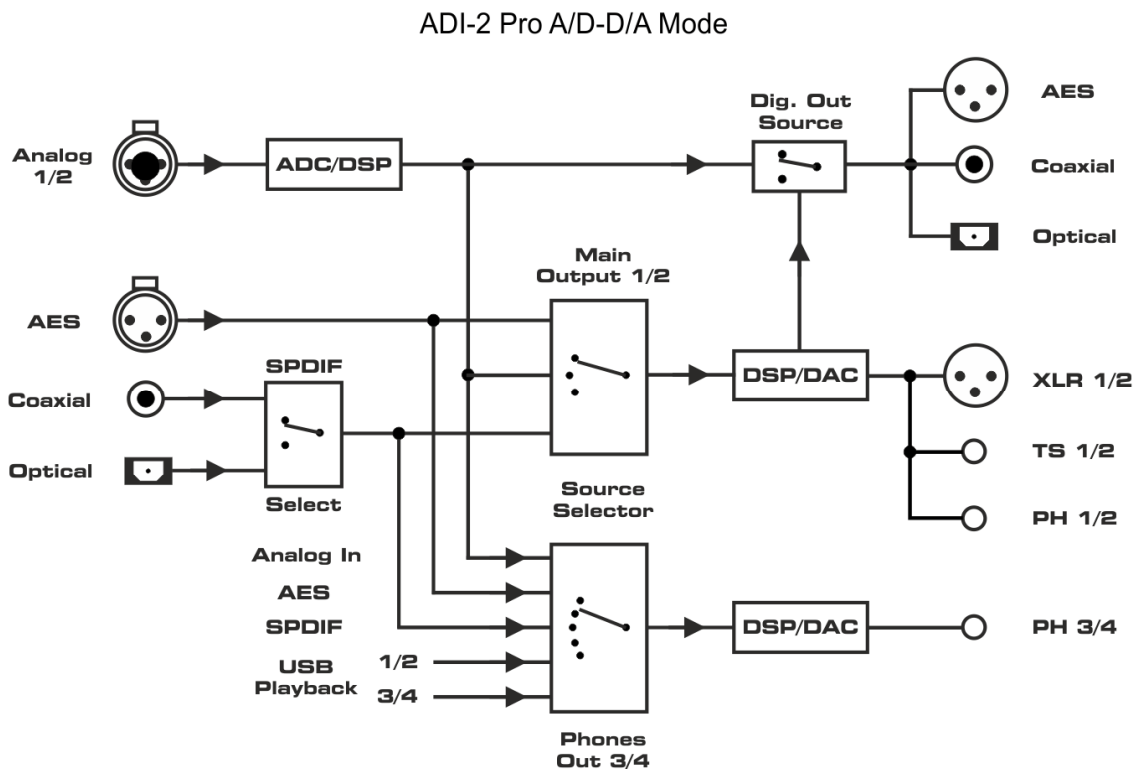 ADI-2 Pro A/D-D/A Mode
Analog
1/2
ADC/DSP
Dig. Out
Source
AES
Coaxial
Optical
AES
Main
Output 1/2
Coaxial
SPDIF
DSP/DAC
XLR 1/2
Optical
Select
Source
Selector
TS 1/2
PH 1/2
Analog In
AES
SPDIF
USB
Playback
1/2
3/4
DSP/DAC
PH 3/4
Phones
Out 3/4